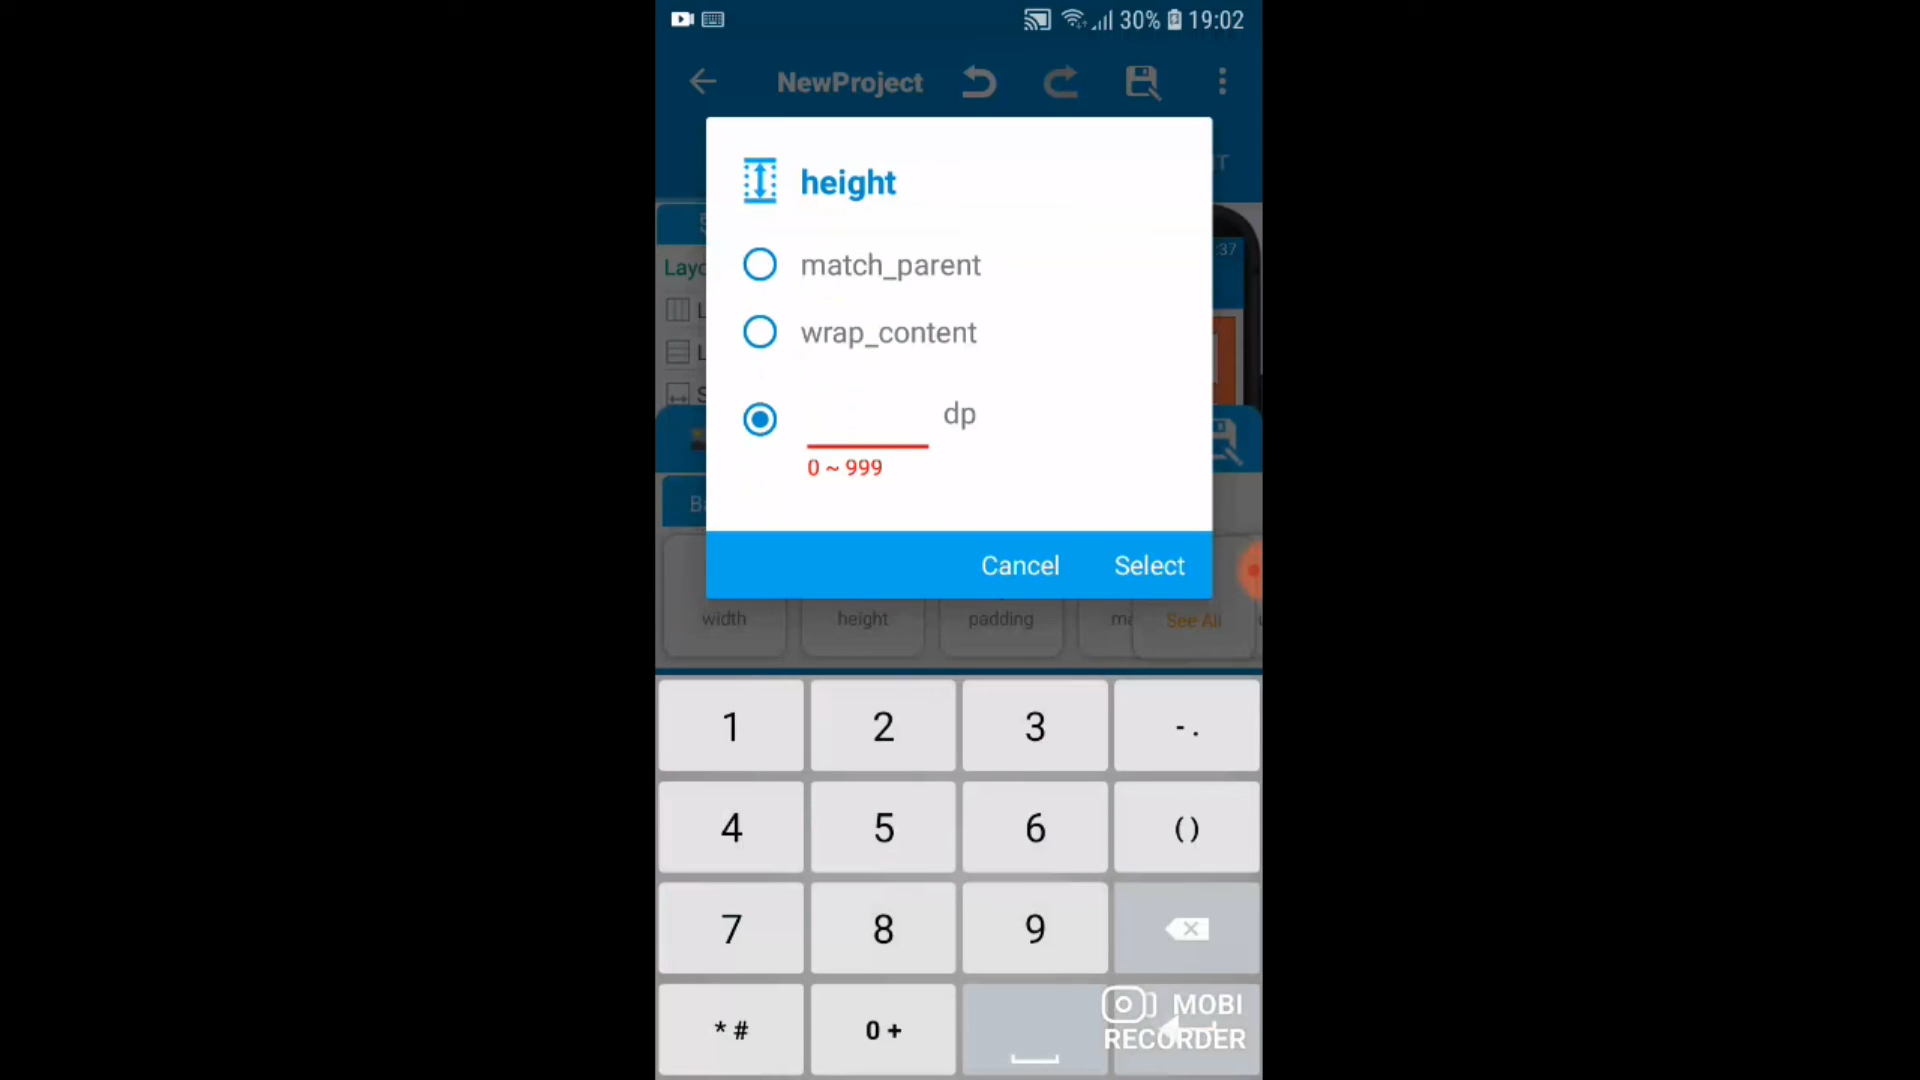 30% 19:02
NewProject
height
match_parent
wrap_content
dp
0 ~ 999
Cancel Select
width height padding See All
1 2 3 - .
4 5 6 ()
7 8 9
* # 0 +
MOBI
RECORDER